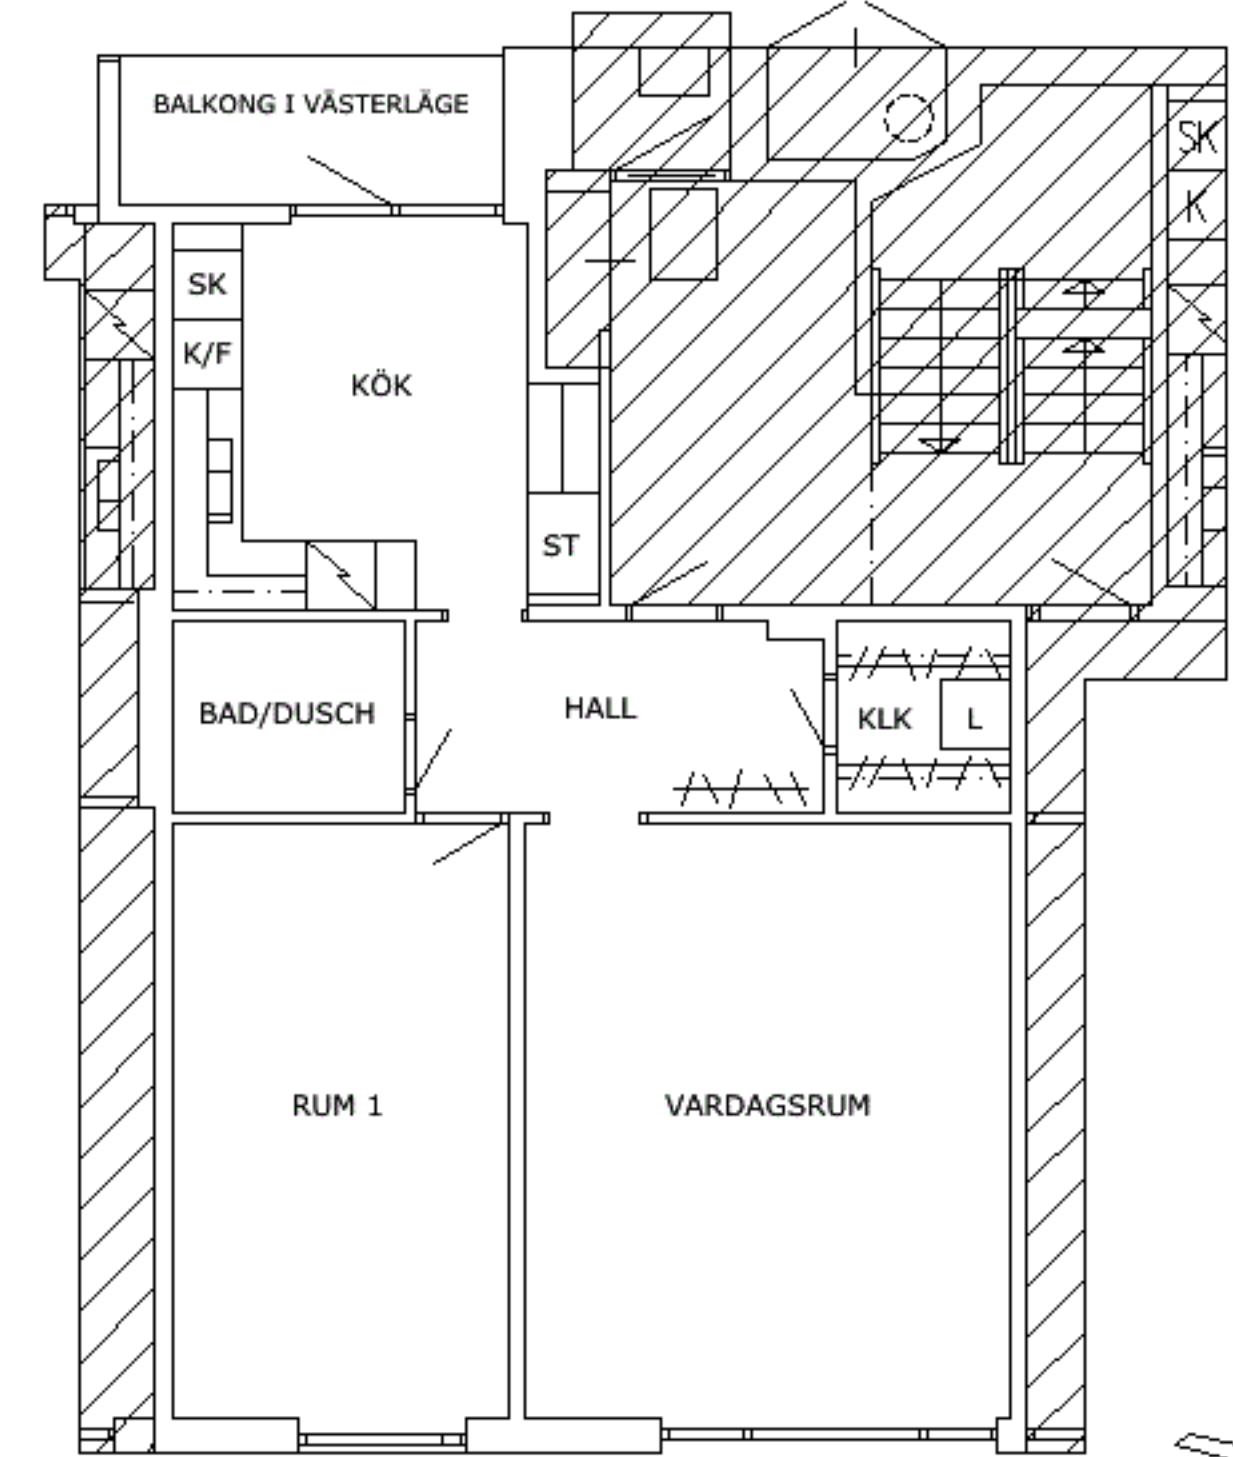 BALKONG I VÄSTERLÄGE
SK
K
SK
K/F
KÖK
ST
BAD/DUSCH
HALL
KLK
L
RUM 1
VARDAGSRUM